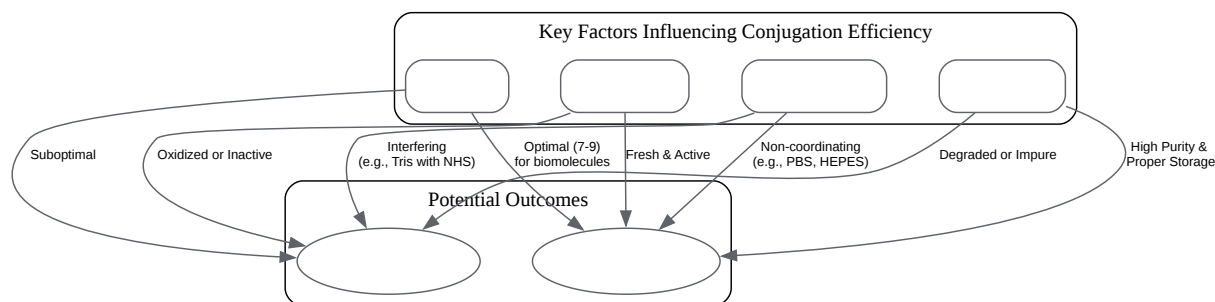 Key Factors Influencing Conjugation Efficiency
Suboptimal
Oxidized or Inactive
Interfering
(e.g., Tris with NHS)
Optimal (7-9)
for biomolecules
Fresh & Active
Non-coordinating
(e.g., PBS, HEPES)
Degraded or Impure
High Purity &
Proper Storage
Potential Outcomes